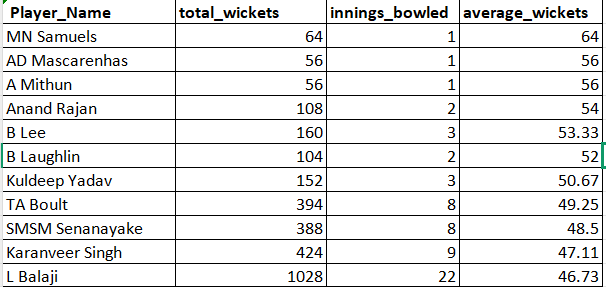 Player_Name total_wickets innings_bowled average_wickets
MN Samuels 64 1 64
AD Mascarenhas 56 1 56
A Mithun 56 1 56
Anand Rajan 108 2 54
B Lee 160 3 53.33
B Laughlin 104 2 52
Kuldeep Yadav 152 3 50.67
TA Boult 394 8 49.25
SMSM Senanayake 388 8 48.5
Karanveer Singh 424 9 47.11
L Balaji 1028 22 46.73